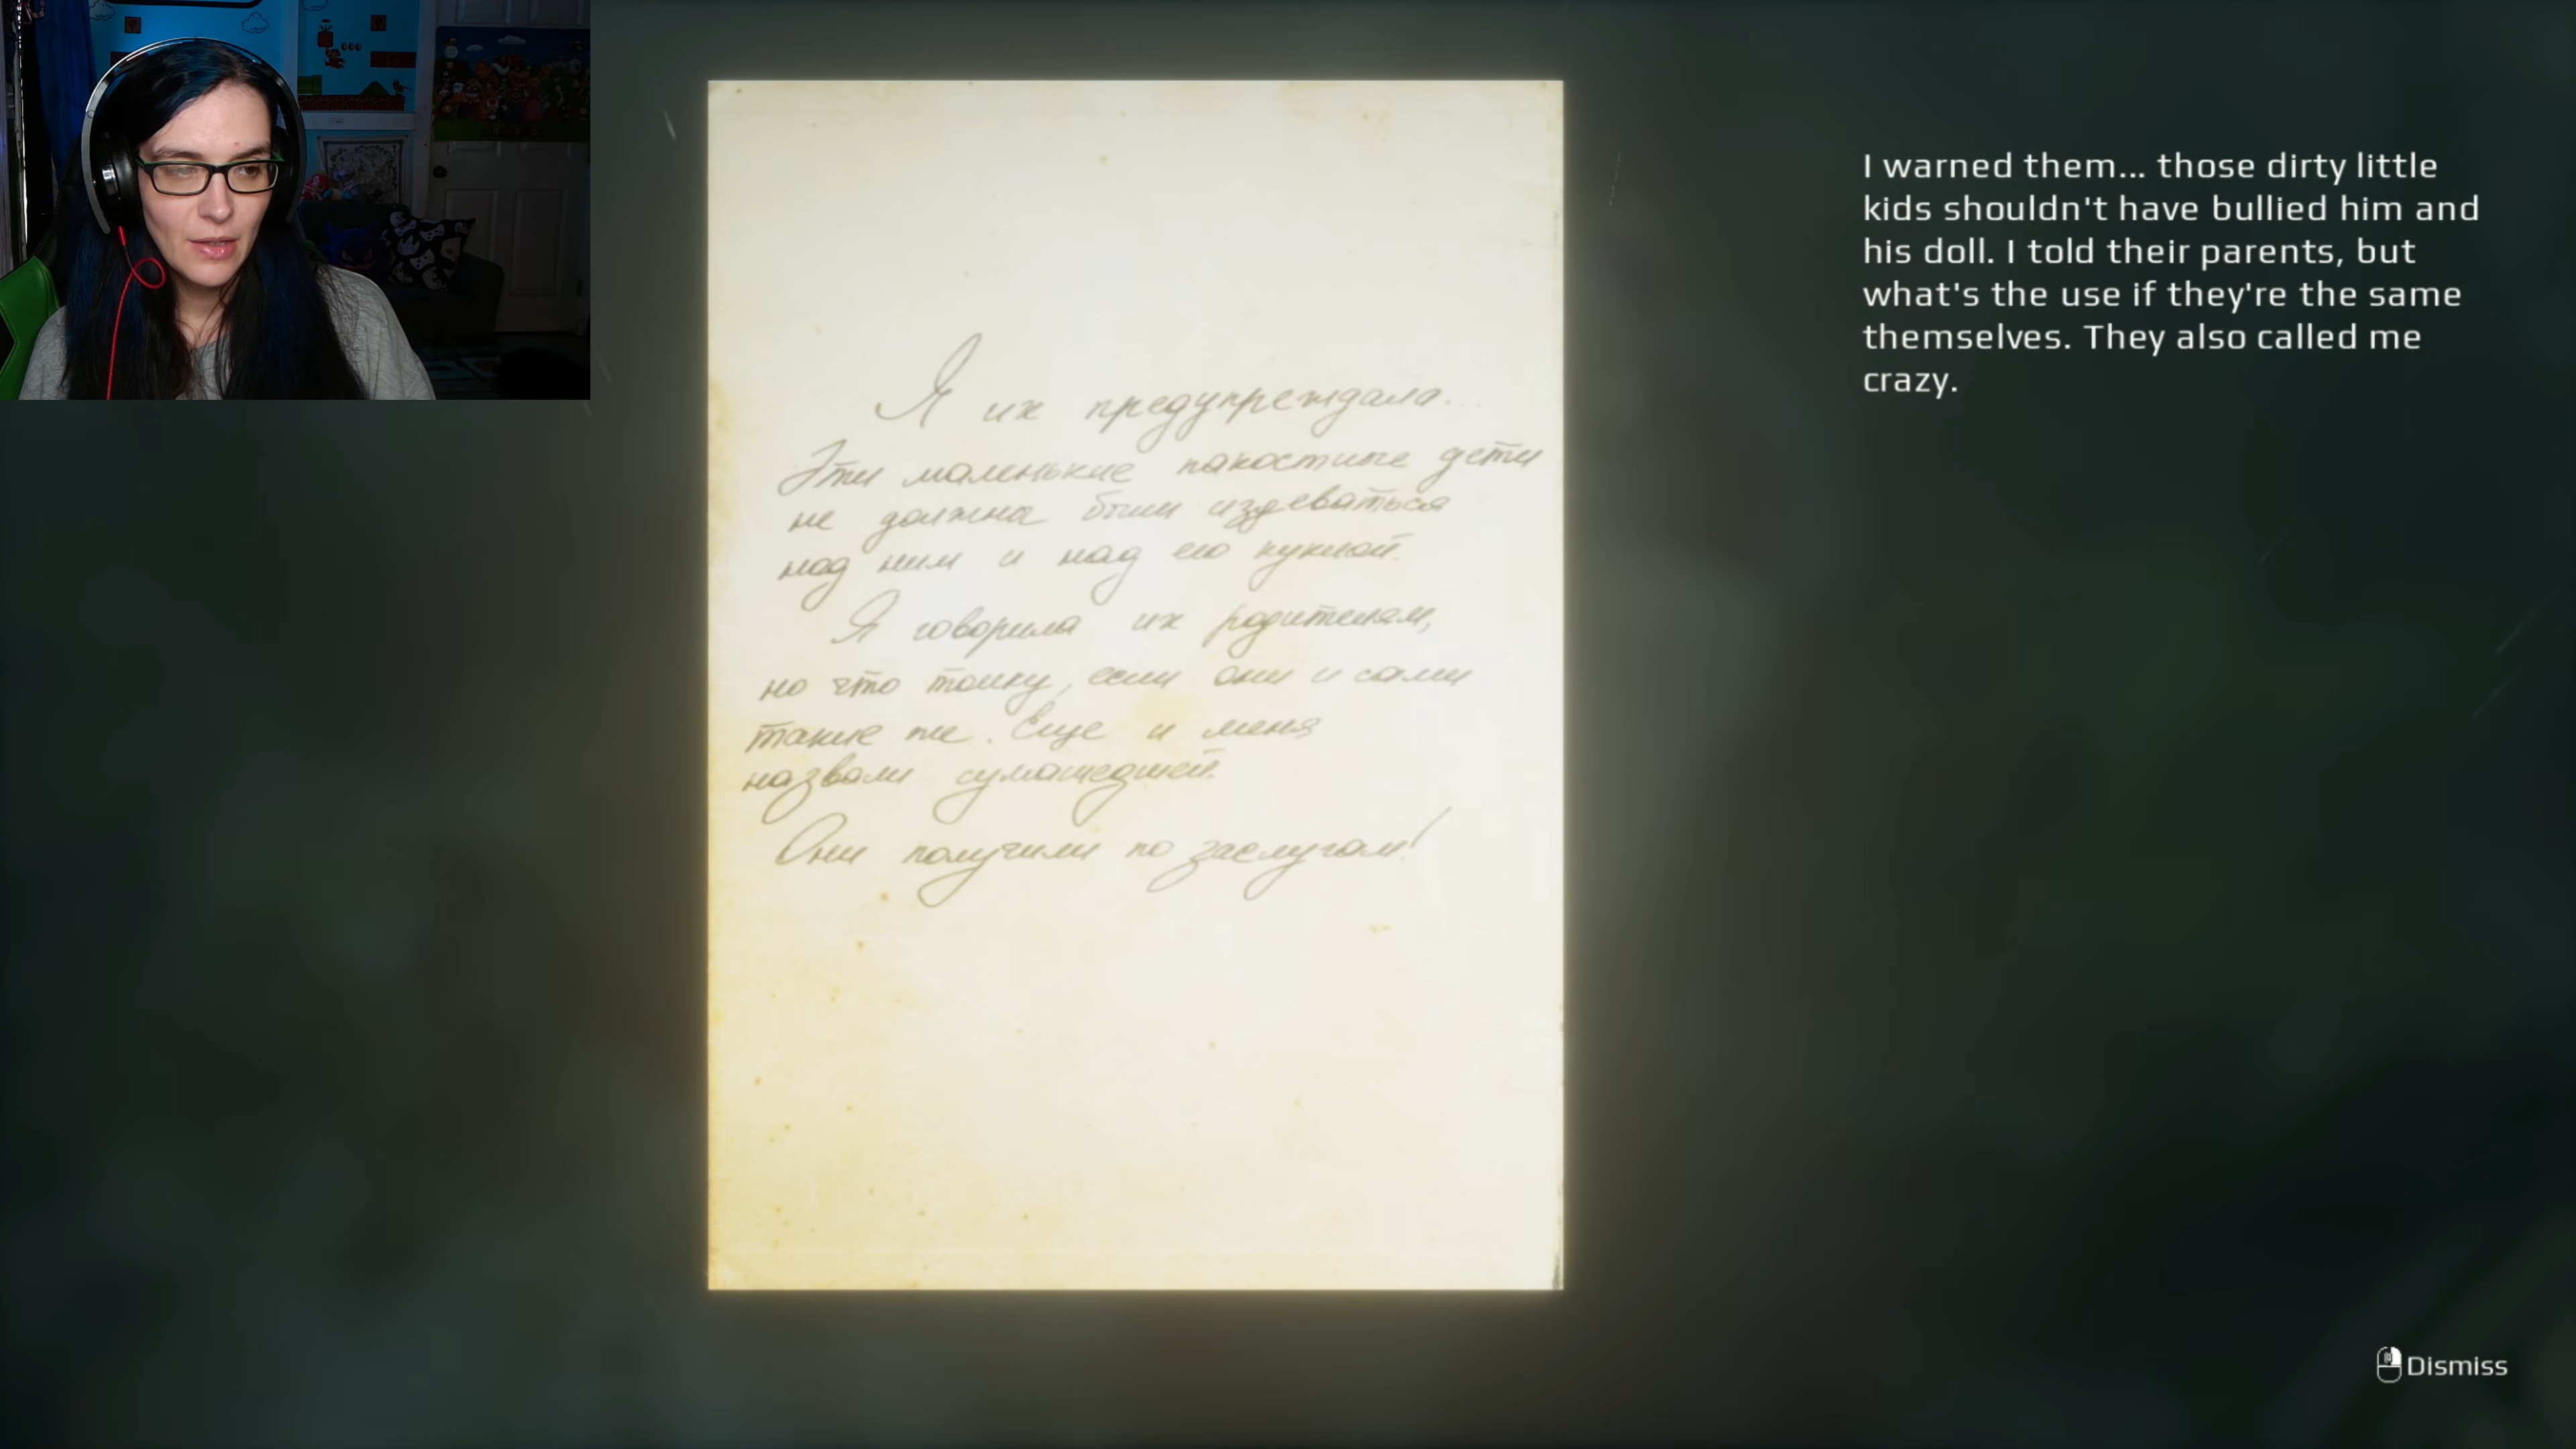 I warned them... those dirty little
kids shouldn't have bullied him and
his doll. I told their parents, but
what's the use if they're the same
themselves. They also called me
crazy.
Я их предупреждала...
Эти маленькие пакостные дети
не должны были издеваться
над ним и над его куклой.
Я говорила их родителям,
но что толку, если они и сами
такие же. Еще и меня
назвали сумашедшей.
Они получили по заслугам!
Dismiss